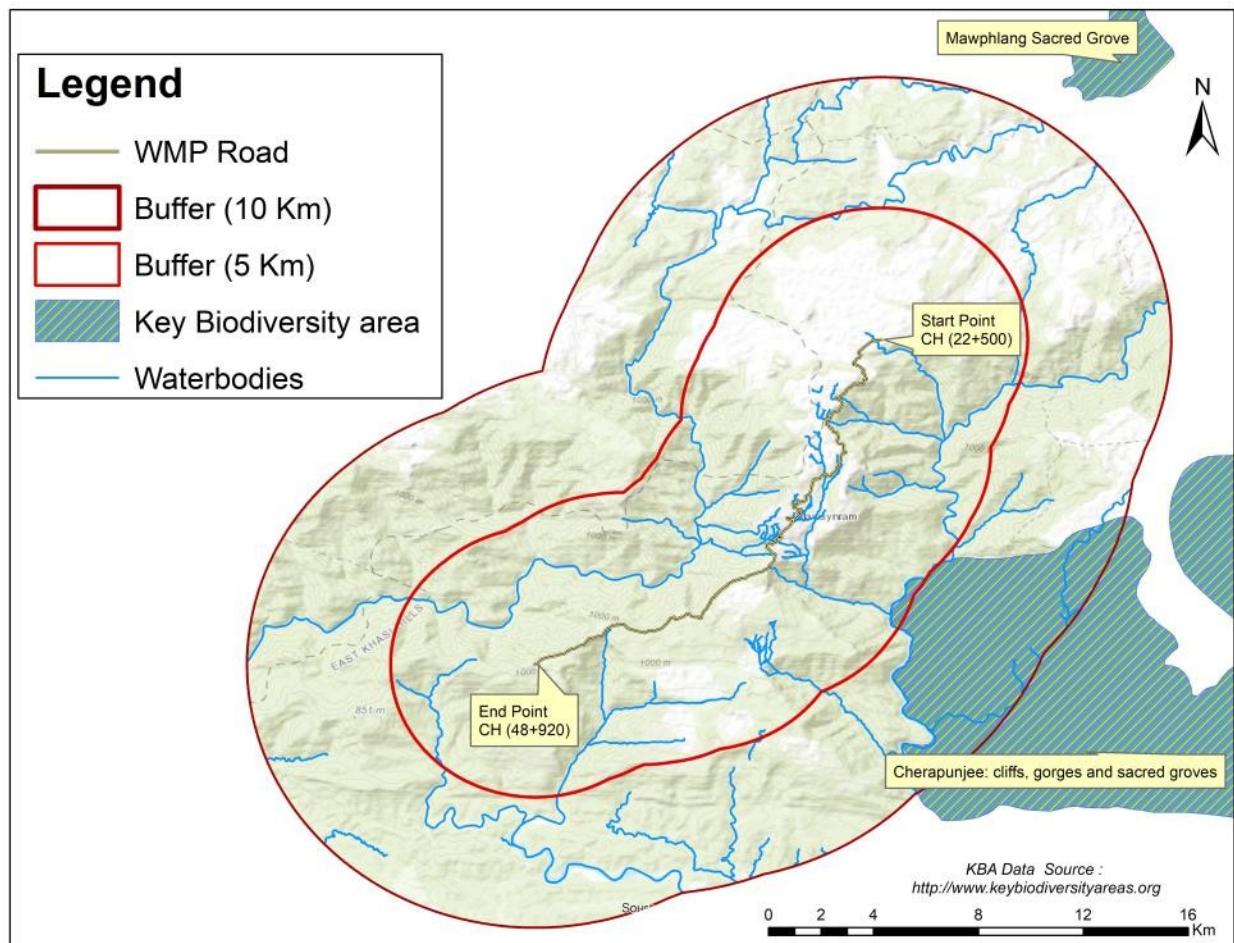 Legend
WMP Road
Buffer (10 Km)
Buffer (5 Km)
Key Biodiversity area
Waterbodies
Mawphlang Sacred Grove
N
Start Point
CH (22+500)
1000 m
1000 m
1000 m
1000 m
1000 m
EAST KHASI HILLS
1000 m
1000 m
851 m
End Point
CH (48+920)
Cherapunjee: cliffs, gorges and sacred groves
KBA Data Source :
http://www.keybiodiversityareas.org
0 2 4 8 12 16
Km